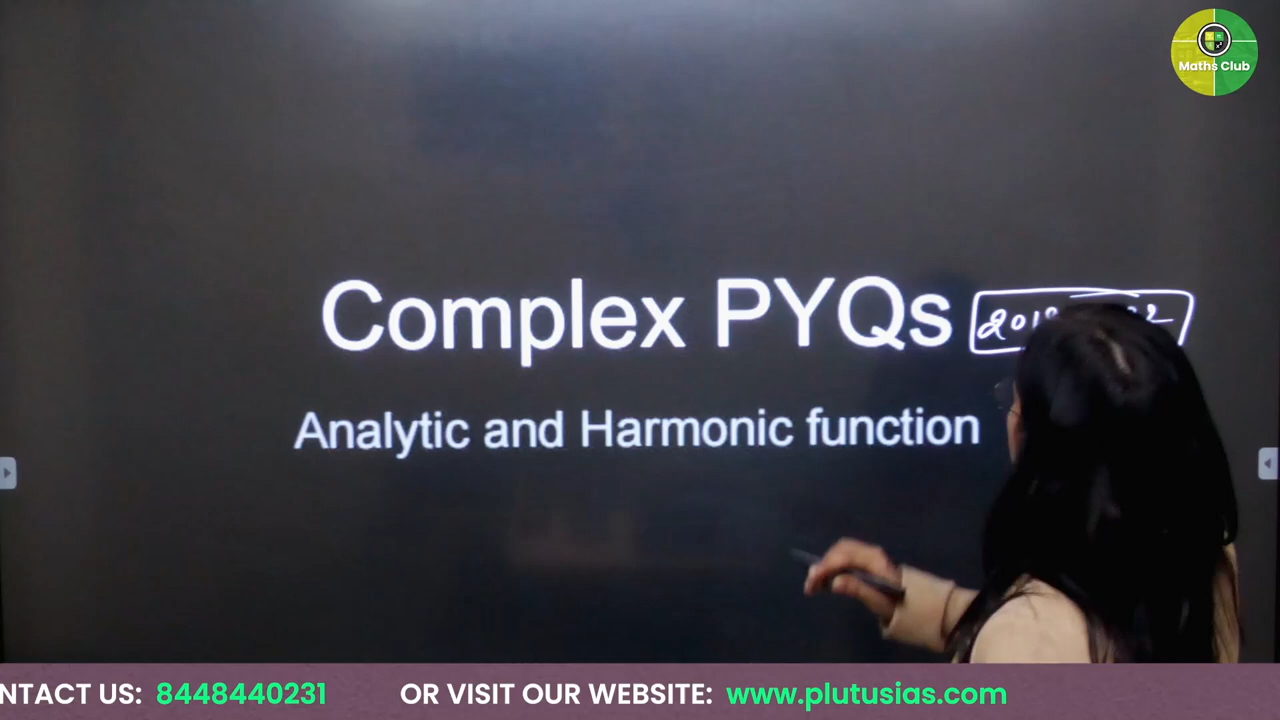 Maths Club
Complex PYQs
Analytic and Harmonic function
NTACT US: 8448440231 OR VISIT OUR WEBSITE: www.plutusias.com